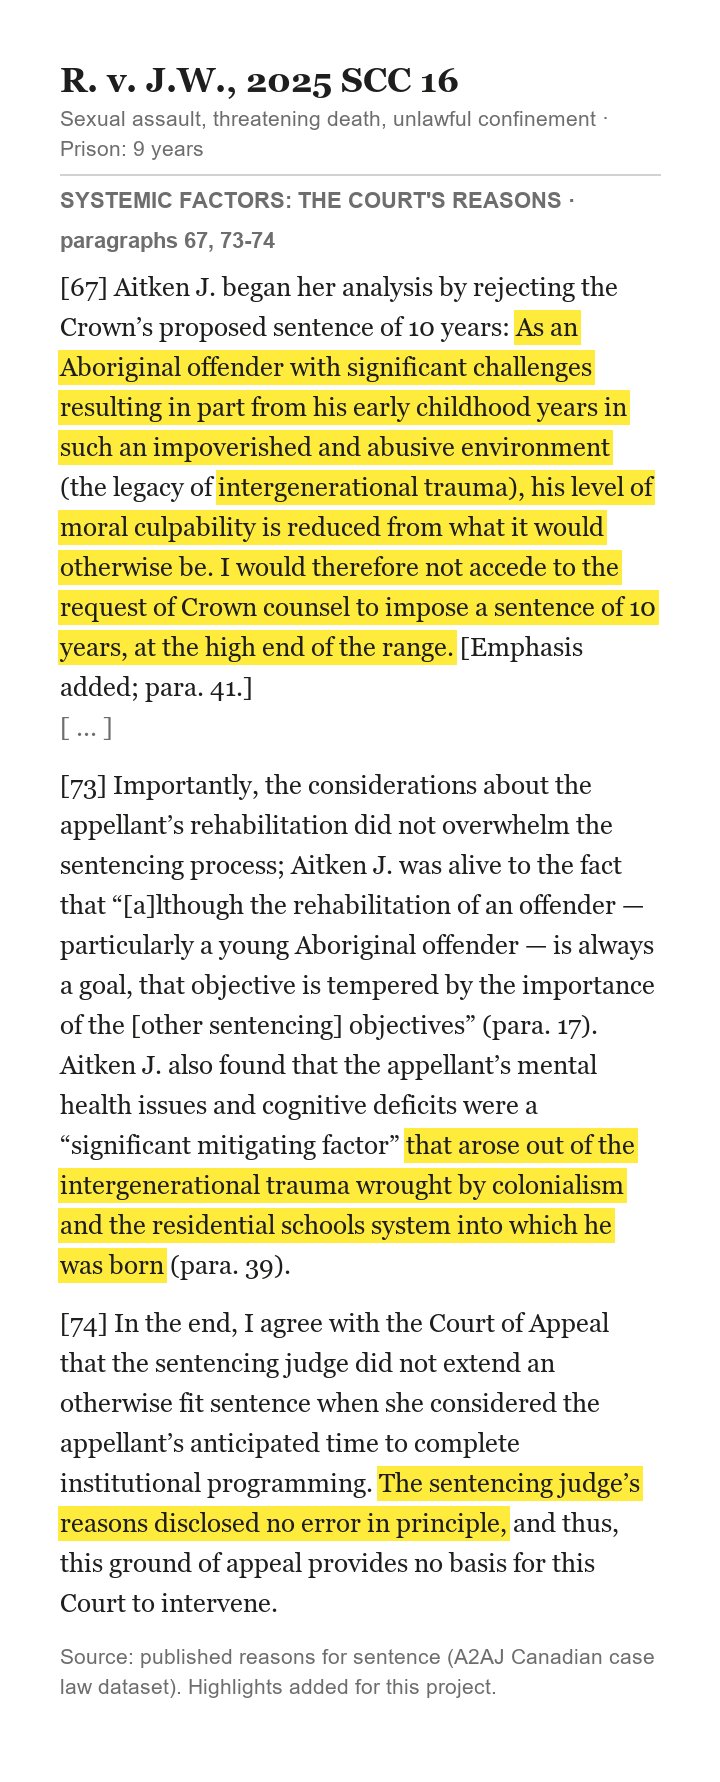 R. v. J.W., 2025 SCC 16
Sexual assault, threatening death, unlawful confinement ·
Prison: 9 years
SYSTEMIC FACTORS: THE COURT'S REASONS ·
paragraphs 67, 73-74
[67] Aitken J. began her analysis by rejecting the
Crown’s proposed sentence of 10 years: As an
Aboriginal offender with significant challenges
resulting in part from his early childhood years in
such an impoverished and abusive environment
(the legacy of intergenerational trauma), his level of
moral culpability is reduced from what it would
otherwise be. I would therefore not accede to the
request of Crown counsel to impose a sentence of 10
years, at the high end of the range. [Emphasis
added; para. 41.]
[ ... ]
[73] Importantly, the considerations about the
appellant’s rehabilitation did not overwhelm the
sentencing process; Aitken J. was alive to the fact
that “[a]lthough the rehabilitation of an offender —
particularly a young Aboriginal offender — is always
a goal, that objective is tempered by the importance
of the [other sentencing] objectives” (para. 17).
Aitken J. also found that the appellant’s mental
health issues and cognitive deficits were a
“significant mitigating factor” that arose out of the
intergenerational trauma wrought by colonialism
and the residential schools system into which he
was born (para. 39).
[74] In the end, I agree with the Court of Appeal
that the sentencing judge did not extend an
otherwise fit sentence when she considered the
appellant’s anticipated time to complete
institutional programming. The sentencing judge’s
reasons disclosed no error in principle, and thus,
this ground of appeal provides no basis for this
Court to intervene.
Source: published reasons for sentence (A2AJ Canadian case
law dataset). Highlights added for this project.